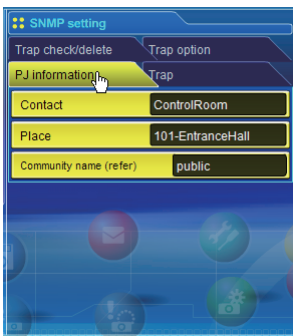 SNMP setting
Trap check/delete Trap option
PJ information Trap
Contact ControlRoom
Place 101-EntranceHall
Community name (refer) public